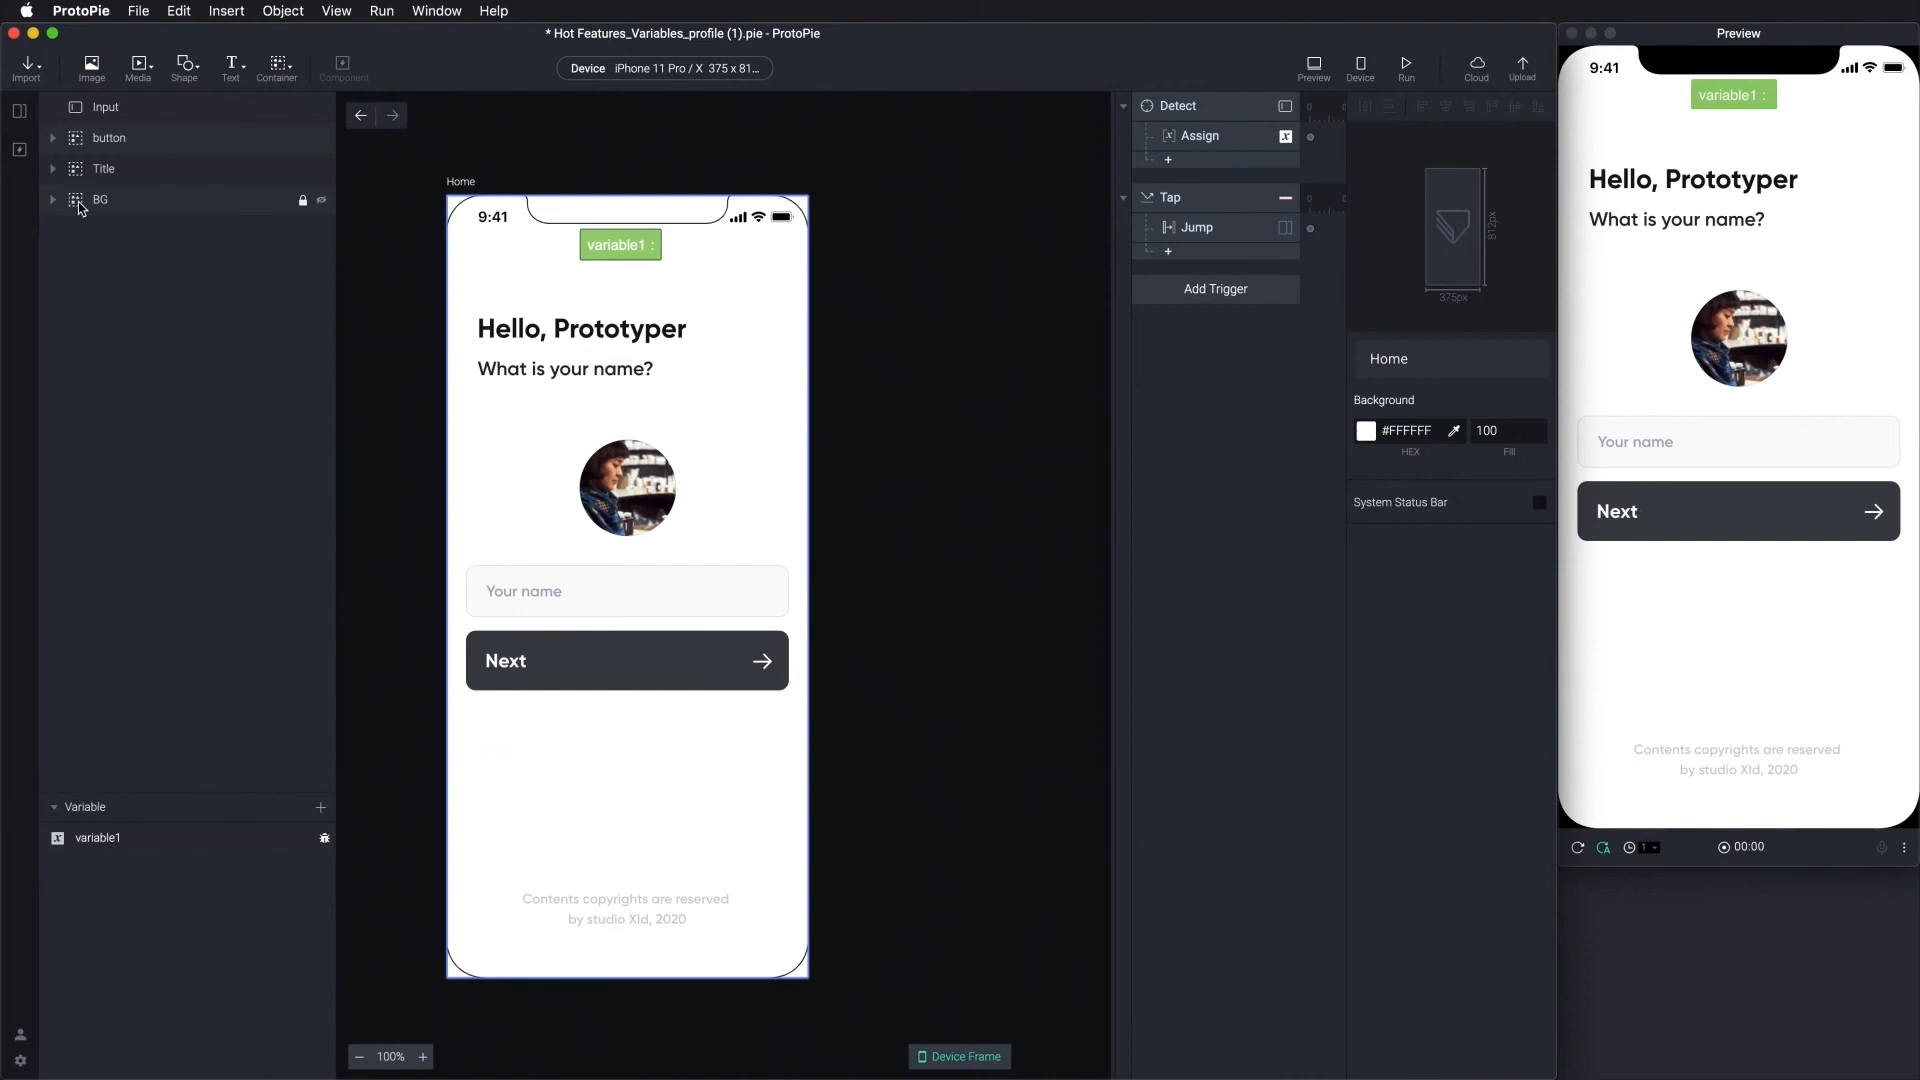 ProtoPie File Edit Insert Object View Run Window Help
* Hot Features_Variables_profile (1).pie - ProtoPie
Preview
Import
Image
Media
Shape
Text
Container
Component
Device iPhone 11 Pro / X 375 x 81...
Preview
Device
Run
Cloud
Upload
Input
button
Title
BG
Variable
variable1
Home
9:41
variable1 :
Hello, Prototyper
What is your name?
Your name
Next
Contents copyrights are reserved
by studio XId, 2020
100%
Device Frame
Detect
Assign
Tap
Jump
Add Trigger
0
0
812px
375px
Home
Background
#FFFFFF 100
HEX Fill
System Status Bar
9:41
variable1 :
Hello, Prototyper
What is your name?
Your name
Next
Contents copyrights are reserved
by studio XId, 2020
1
00:00